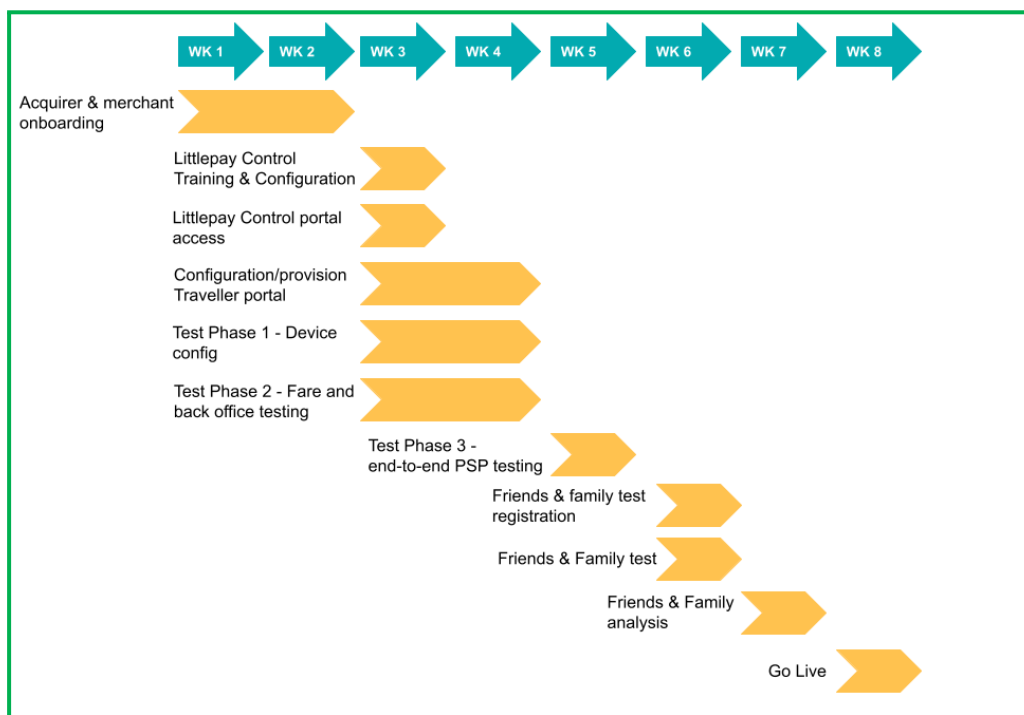 WK 1
WK 2
WK 3
WK 4
WK 5
WK 6
WK 7
WK 8
Acquirer & merchant
onboarding
Littlepay Control
Training & Configuration
Littlepay Control portal
access
Configuration/provision
Traveller portal
Test Phase 1 - Device
config
Test Phase 2 - Fare and
back office testing
Test Phase 3 -
end-to-end PSP testing
Friends & family test
registration
Friends & Family test
Friends & Family
analysis
Go Live